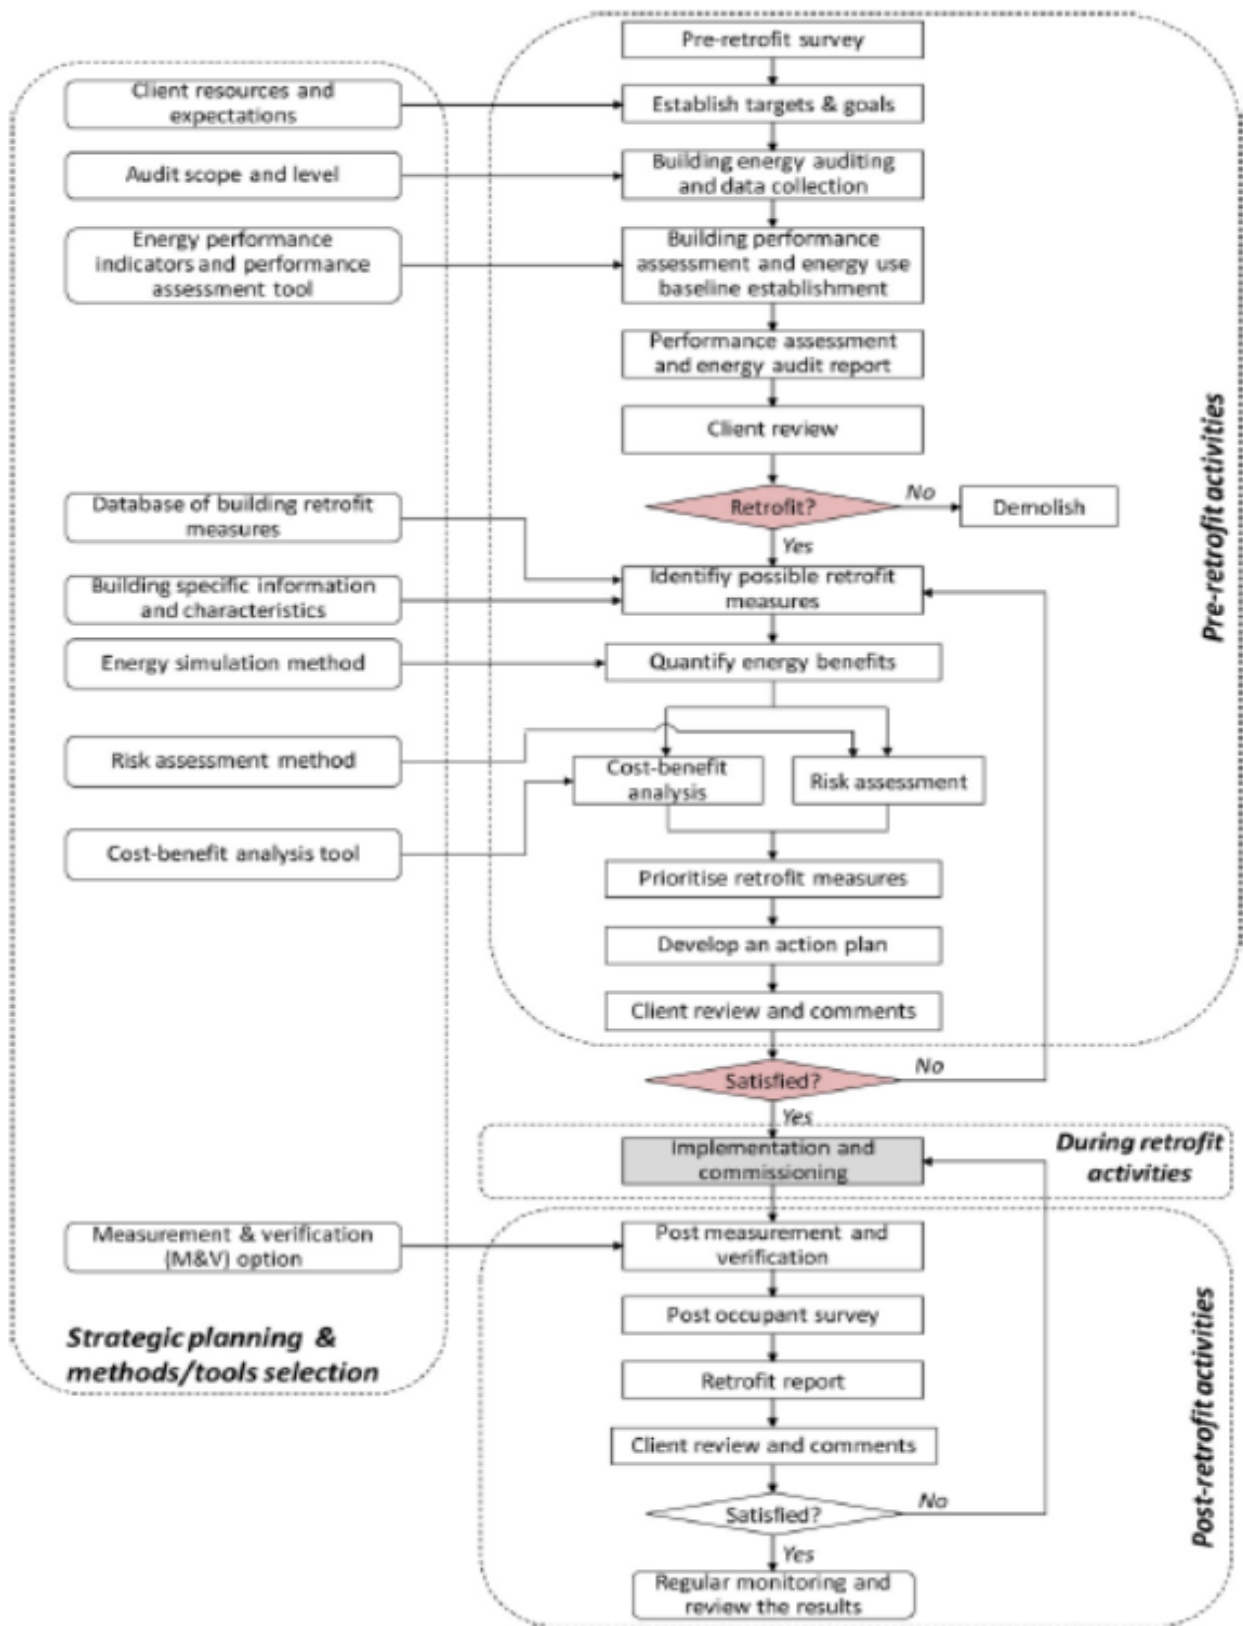 Pre-retrofit survey
Client resources and
expectations
Establish targets & goals
Audit scope and level
Building energy auditing
and data collection
Energy performance
indicators and performance
assessment tool
Building performance
assessment and energy use
baseline establishment
Performance assessment
and energy audit report
Client review
Retrofit?
No
Demolish
Yes
Database of building retrofit
measures
Building specific information
and characteristics
Identifiy possible retrofit
measures
Energy simulation method
Quantify energy benefits
Risk assessment method
Cost-benefit
analysis
Risk assessment
Cost-benefit analysis tool
Prioritise retrofit measures
Develop an action plan
Client review and comments
Satisfied?
No
Yes
Pre-retrofit activities
Implementation and
commissioning
During retrofit
activities
Measurement & verification
(M&V) option
Post measurement and
verification
Post occupant survey
Strategic planning &
methods/tools selection
Retrofit report
Client review and comments
Satisfied?
No
Yes
Regular monitoring and
review the results
Post-retrofit activities